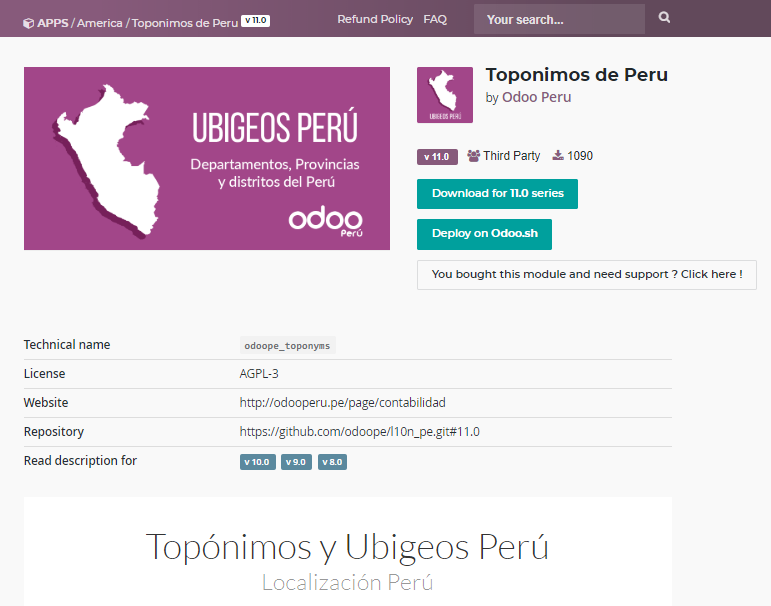 APPS / America / Toponimos de Peru v 11.0
Refund Policy FAQ Your search...
UBIGEOS PERÚ
Departamentos, Provincias
y distritos del Perú
odoo
Perú
UBIGEOS PERÚ
Toponimos de Peru
by Odoo Peru
v 11.0 Third Party 1090
Download for 11.0 series
Deploy on Odoo.sh
You bought this module and need support ? Click here !
Technical name odoope_toponyms
License AGPL-3
Website http://odooperu.pe/page/contabilidad
Repository https://github.com/odoope/l10n_pe.git#11.0
Read description for v 10.0 v 9.0 v 8.0
Topónimos y Ubigeos Perú
Localización Perú